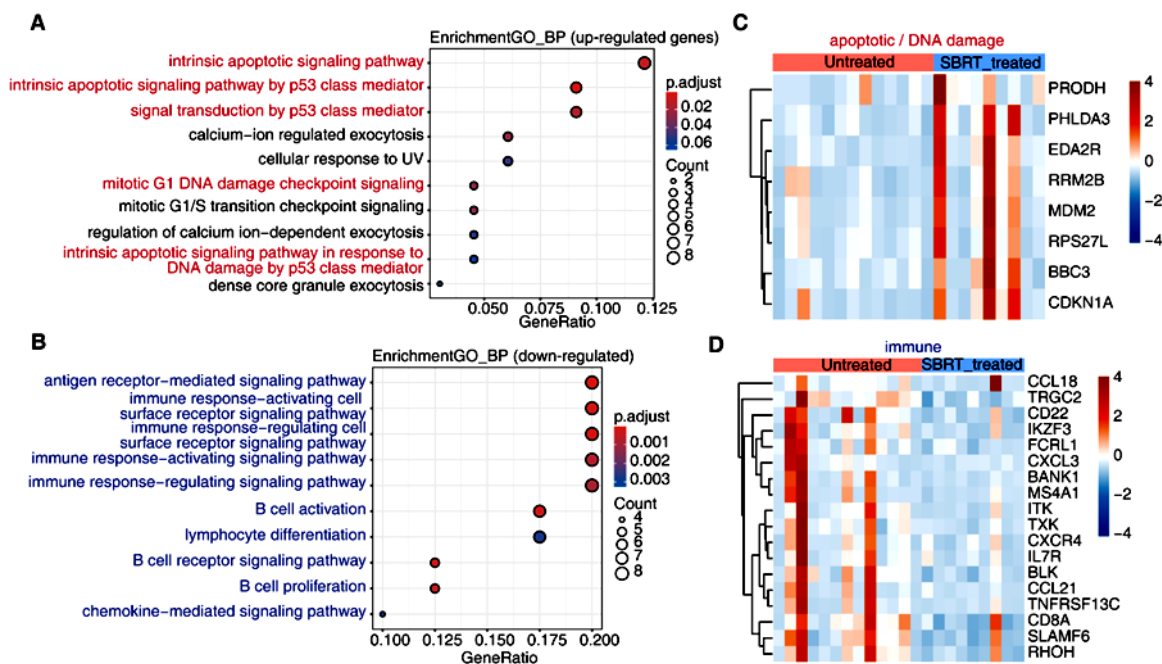 A
EnrichmentGO_BP (up-regulated genes)
intrinsic apoptotic signaling pathway
intrinsic apoptotic signaling pathway by p53 class mediator
signal transduction by p53 class mediator
calcium-ion regulated exocytosis
cellular response to UV
mitotic G1 DNA damage checkpoint signaling
mitotic G1/S transition checkpoint signaling
regulation of calcium ion-dependent exocytosis
intrinsic apoptotic signaling pathway in response to
DNA damage by p53 class mediator
dense core granule exocytosis
0.050 0.075 0.100 0.125
GeneRatio
p.adjust
0.02
0.04
0.06
Count
2
3
4
5
6
7
8
B
EnrichmentGO_BP (down-regulated)
antigen receptor-mediated signaling pathway
immune response-activating cell
surface receptor signaling pathway
immune response-regulating cell
surface receptor signaling pathway
immune response-activating signaling pathway
immune response-regulating signaling pathway
B cell activation
lymphocyte differentiation
B cell receptor signaling pathway
B cell proliferation
chemokine-mediated signaling pathway
0.100 0.125 0.150 0.175 0.200
GeneRatio
p.adjust
0.001
0.002
0.003
Count
4
5
6
7
8
C
apoptotic / DNA damage
Untreated SBRT_treated
PRODH
PHLDA3
EDA2R
RRM2B
MDM2
RPS27L
BBC3
CDKN1A
4
2
0
-2
-4
D
immune
Untreated SBRT_treated
CCL18
TRGC2
CD22
IKZF3
FCRL1
CXCL3
BANK1
MS4A1
ITK
TXK
CXCR4
IL7R
BLK
CCL21
TNFRSF13C
CD8A
SLAMF6
RHOH
4
2
0
-2
-4